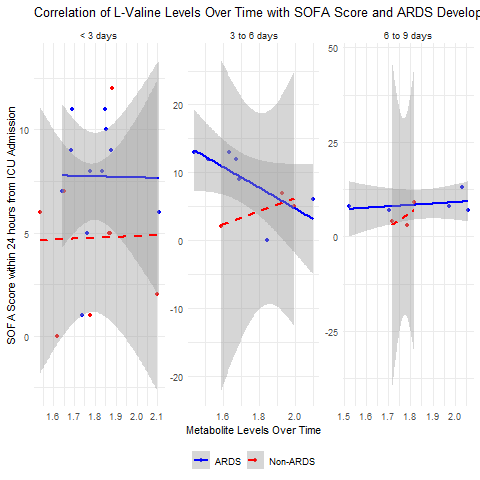 Correlation of L-Valine Levels Over Time with SOFA Score and ARDS Develop
< 3 days
3 to 6 days
6 to 9 days
SOFA Score within 24 hours from ICU Admission
10
5
0
20
10
0
-10
-20
50
25
0
-25
1.6 1.7 1.8 1.9 2.0 2.1
1.6 1.8 2.0
1.5 1.6 1.7 1.8 1.9 2.0
Metabolite Levels Over Time
ARDS Non-ARDS